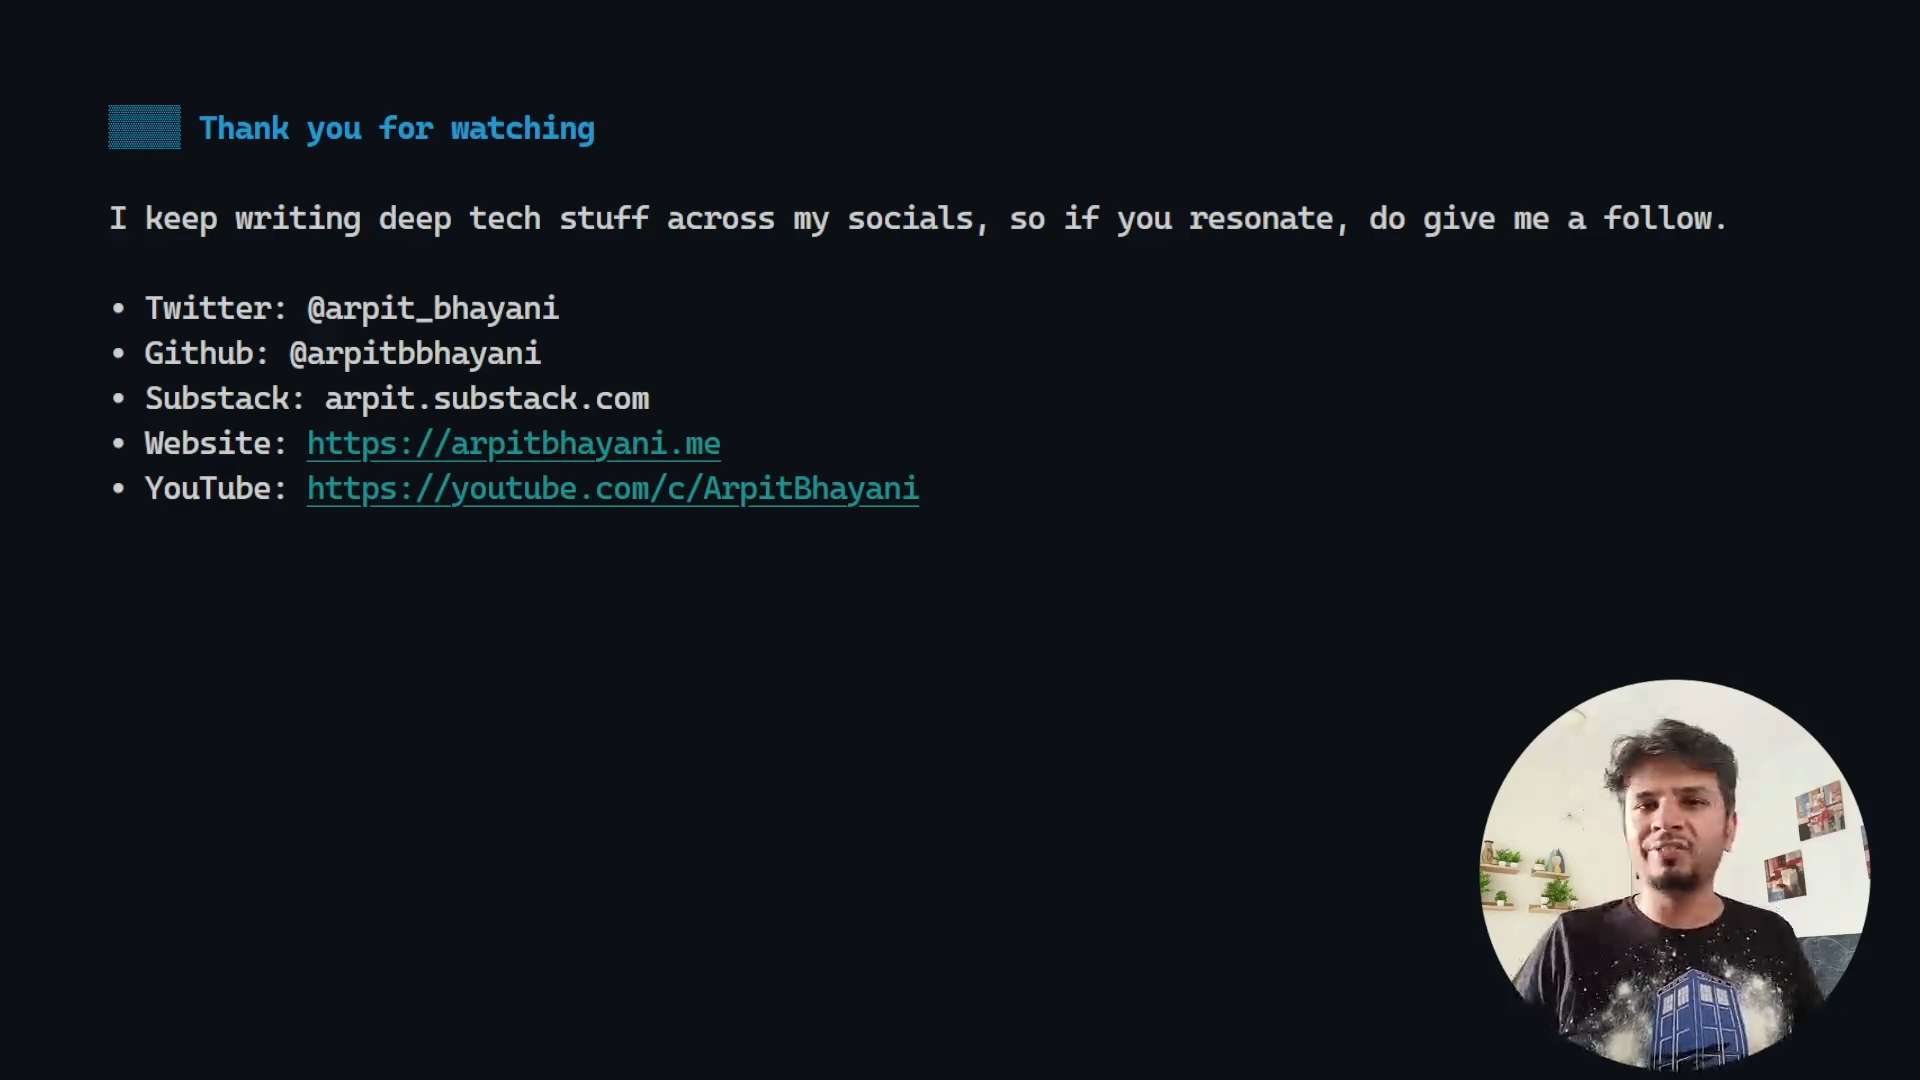 Thank you for watching
I keep writing deep tech stuff across my socials, so if you resonate, do give me a follow.
• Twitter: @arpit_bhayani
• Github: @arpitbbhayani
• Substack: arpit.substack.com
• Website: https://arpitbhayani.me
• YouTube: https://youtube.com/c/ArpitBhayani